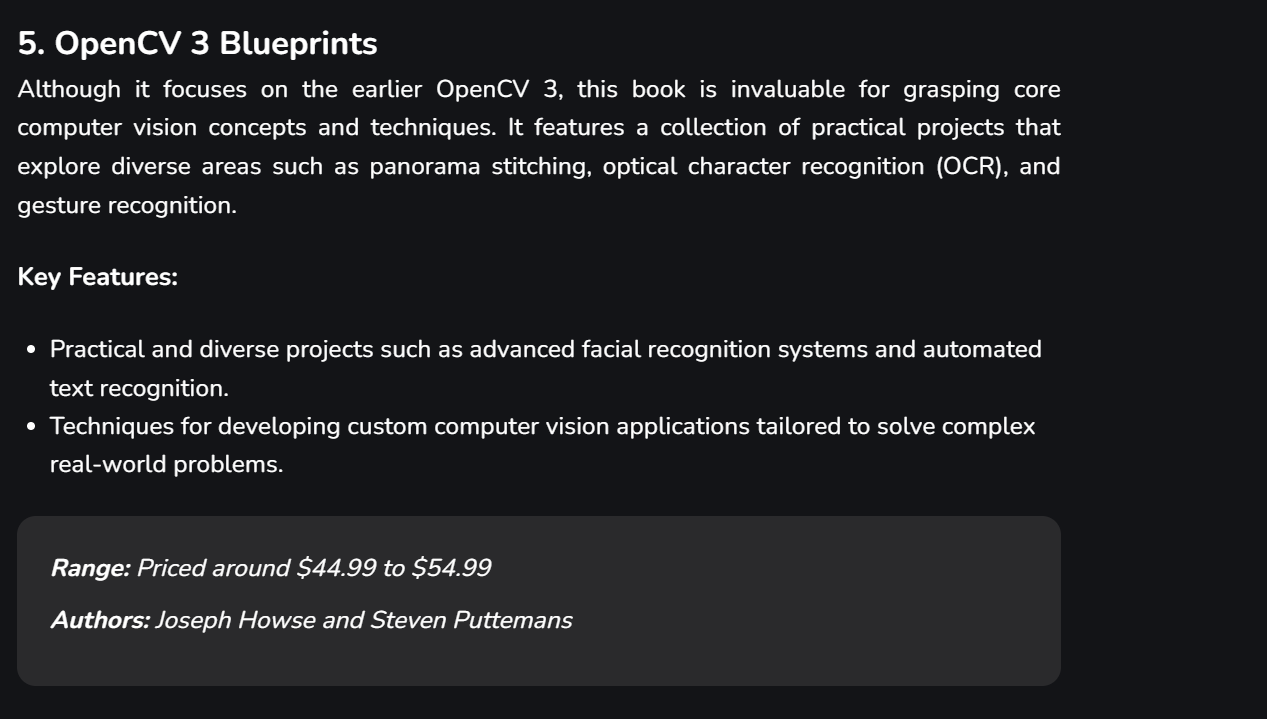 5. OpenCV 3 Blueprints
Although it focuses on the earlier OpenCV 3, this book is invaluable for grasping core
computer vision concepts and techniques. It features a collection of practical projects that
explore diverse areas such as panorama stitching, optical character recognition (OCR), and
gesture recognition.
Key Features:
• Practical and diverse projects such as advanced facial recognition systems and automated
text recognition.
• Techniques for developing custom computer vision applications tailored to solve complex
real-world problems.
Range: Priced around $44.99 to $54.99
Authors: Joseph Howse and Steven Puttemans